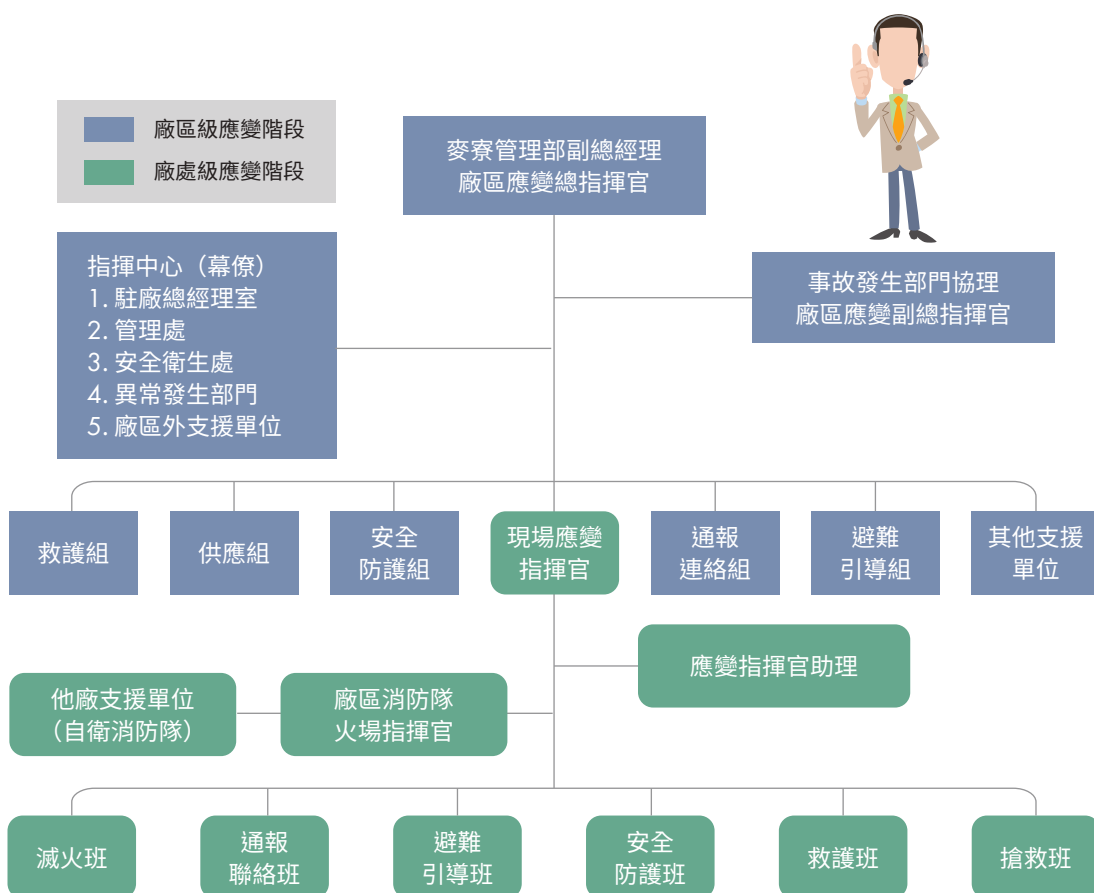 廠區級應變階段
廠處級應變階段
麥寮管理部副總經理
廠區應變總指揮官
指揮中心（幕僚）
1. 駐廠總經理室
2. 管理處
3. 安全衛生處
4. 異常發生部門
5. 廠區外支援單位
事故發生部門協理
廠區應變副總指揮官
救護組
供應組
安全
防護組
現場應變
指揮官
通報
連絡組
避難
引導組
其他支援
單位
應變指揮官助理
他廠支援單位
（自衛消防隊）
廠區消防隊
火場指揮官
滅火班
通報
聯絡班
避難
引導班
安全
防護班
救護班
搶救班